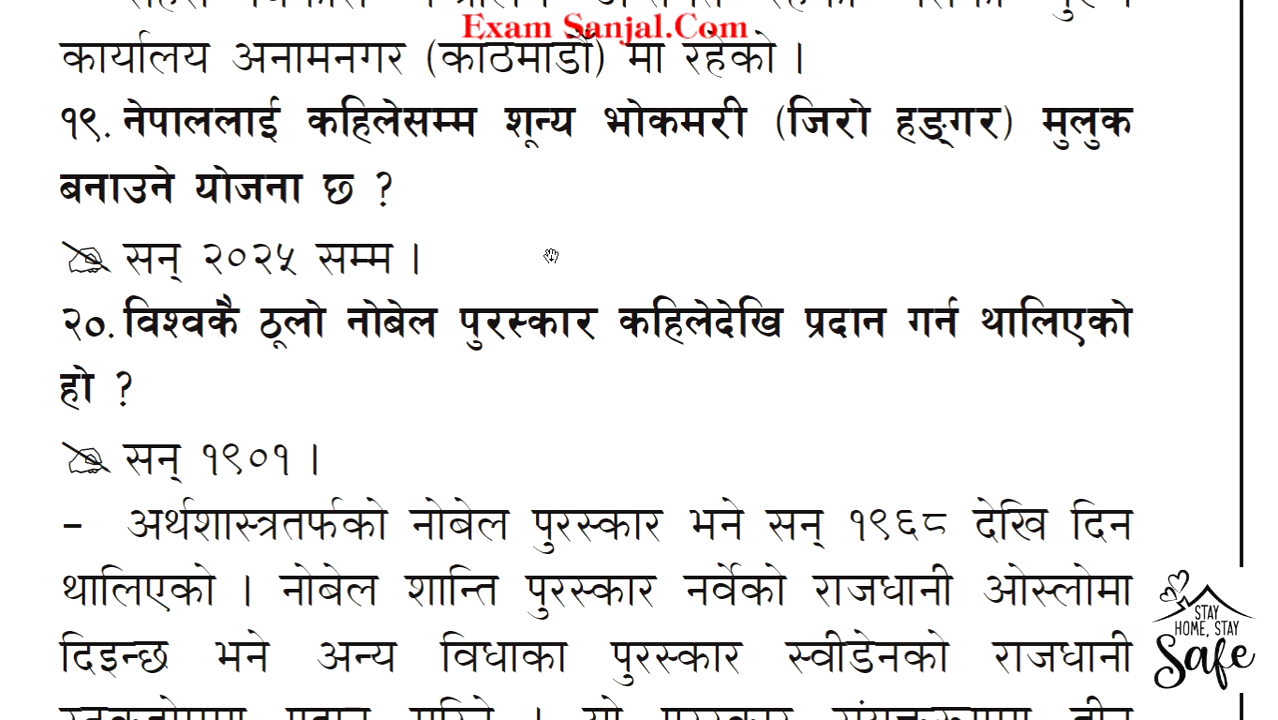 Exam Sanjal.Com
कार्यालय अनामनगर (काठमाडौं) मा रहेको ।
१९. नेपाललाई कहिलेसम्म शून्य भोकमरी (जिरो हङ्गर) मुलुक
बनाउने योजना छ ?
सन् २०२५ सम्म ।
२०. विश्वकै ठूलो नोबेल पुरस्कार कहिलेदेखि प्रदान गर्न थालिएको
हो ?
सन् १९०१ ।
- अर्थशास्त्रतर्फको नोबेल पुरस्कार भने सन् १९६८ देखि दिन
थालिएको । नोबेल शान्ति पुरस्कार नर्वेको राजधानी ओस्लोमा
दिइन्छ भने अन्य विधाका पुरस्कार स्वीडेनको राजधानी
STAY
HOME, STAY
Safe